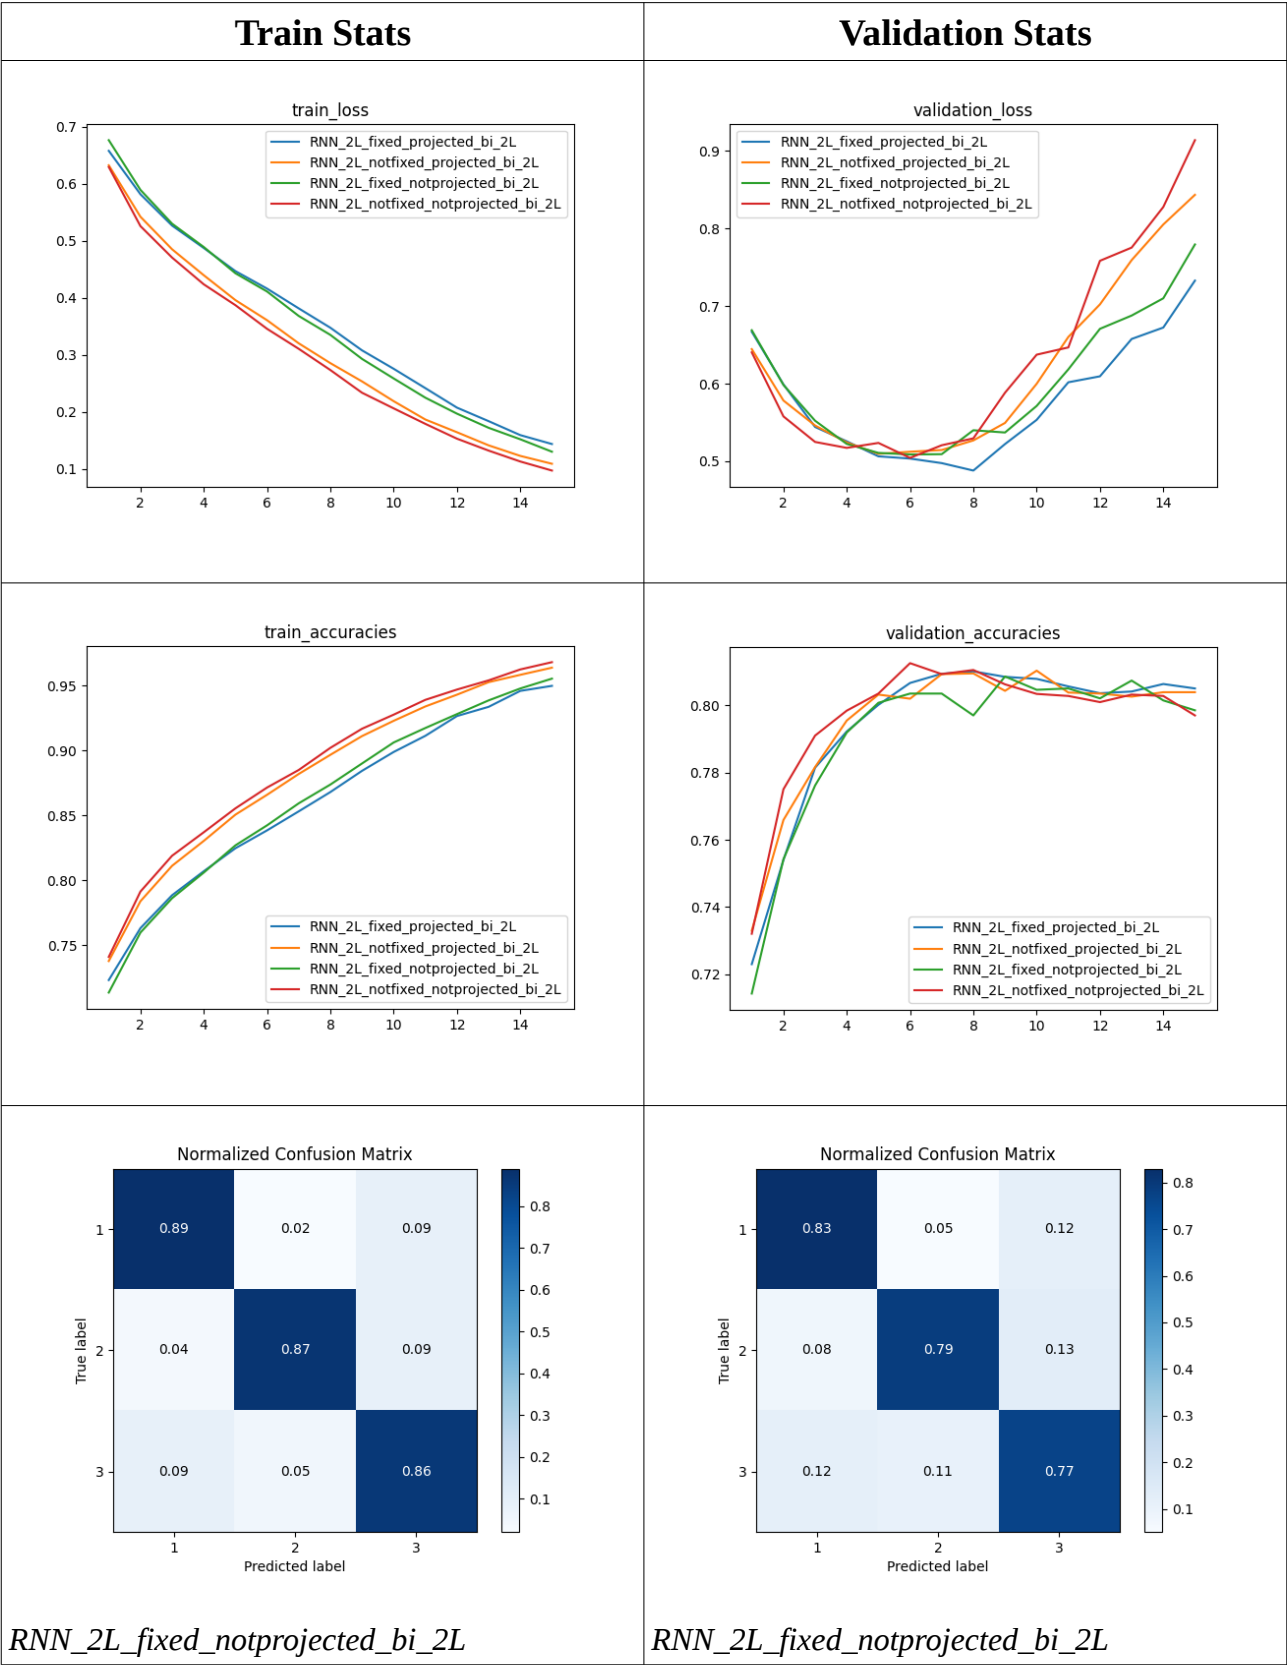 Train Stats
Validation Stats
train_loss
0.7
0.6
0.5
0.4
0.3
0.2
0.1
2 4 6 8 10 12 14
RNN_2L_fixed_projected_bi_2L
RNN_2L_notfixed_projected_bi_2L
RNN_2L_fixed_notprojected_bi_2L
RNN_2L_notfixed_notprojected_bi_2L
validation_loss
0.9
0.8
0.7
0.6
0.5
2 4 6 8 10 12 14
RNN_2L_fixed_projected_bi_2L
RNN_2L_notfixed_projected_bi_2L
RNN_2L_fixed_notprojected_bi_2L
RNN_2L_notfixed_notprojected_bi_2L
train_accuracies
0.95
0.90
0.85
0.80
0.75
2 4 6 8 10 12 14
RNN_2L_fixed_projected_bi_2L
RNN_2L_notfixed_projected_bi_2L
RNN_2L_fixed_notprojected_bi_2L
RNN_2L_notfixed_notprojected_bi_2L
validation_accuracies
0.80
0.78
0.76
0.74
0.72
2 4 6 8 10 12 14
RNN_2L_fixed_projected_bi_2L
RNN_2L_notfixed_projected_bi_2L
RNN_2L_fixed_notprojected_bi_2L
RNN_2L_notfixed_notprojected_bi_2L
Normalized Confusion Matrix
True label
1 0.89 0.02 0.09
2 0.04 0.87 0.09
3 0.09 0.05 0.86
1 2 3
Predicted label
0.8
0.7
0.6
0.5
0.4
0.3
0.2
0.1
RNN_2L_fixed_notprojected_bi_2L
Normalized Confusion Matrix
True label
1 0.83 0.05 0.12
2 0.08 0.79 0.13
3 0.12 0.11 0.77
1 2 3
Predicted label
0.8
0.7
0.6
0.5
0.4
0.3
0.2
0.1
RNN_2L_fixed_notprojected_bi_2L